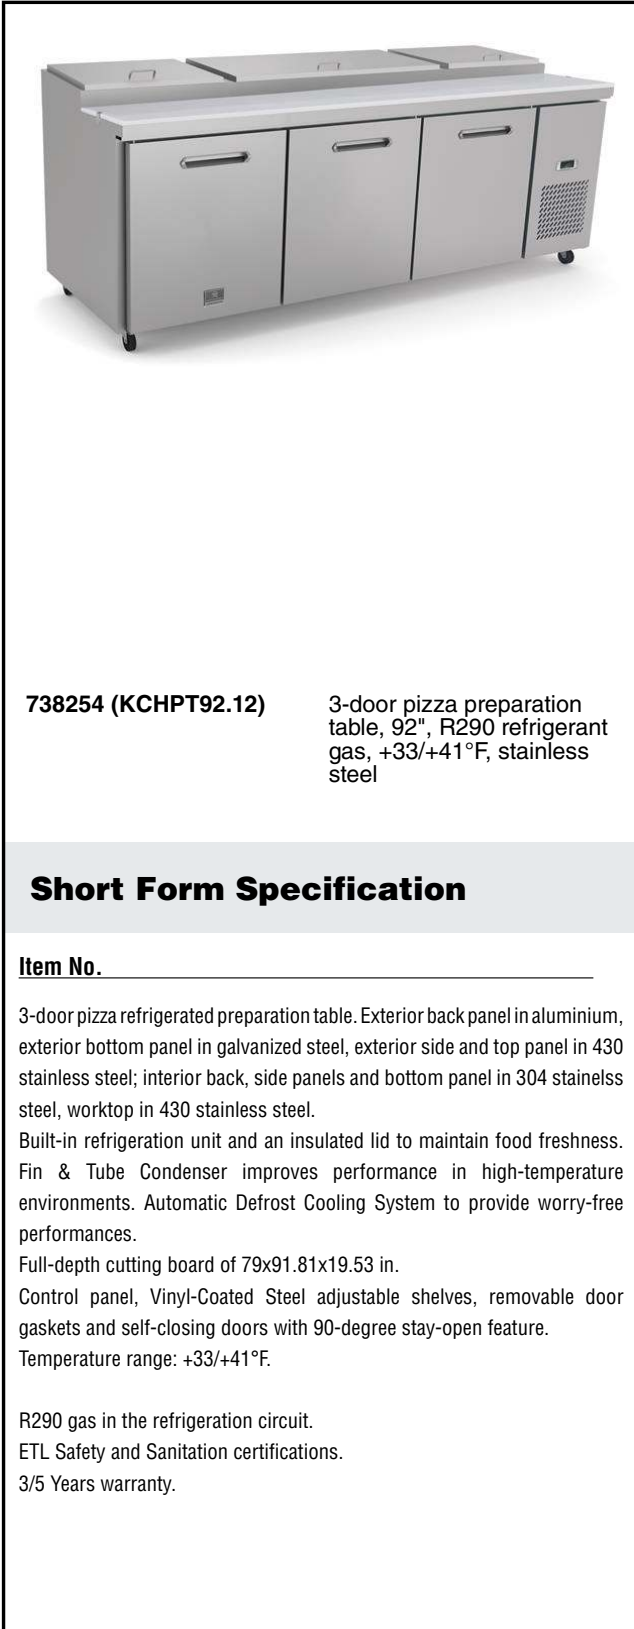 738254 (KCHPT92.12)
3-door pizza preparation
table, 92", R290 refrigerant
gas, +33/+41°F, stainless
steel
Short Form Specification
Item No.
3-door pizza refrigerated preparation table. Exterior back panel in aluminium,
exterior bottom panel in galvanized steel, exterior side and top panel in 430
stainless steel; interior back, side panels and bottom panel in 304 stainelss
steel, worktop in 430 stainless steel.
Built-in refrigeration unit and an insulated lid to maintain food freshness.
Fin & Tube Condenser improves performance in high-temperature
environments. Automatic Defrost Cooling System to provide worry-free
performances.
Full-depth cutting board of 79x91.81x19.53 in.
Control panel, Vinyl-Coated Steel adjustable shelves, removable door
gaskets and self-closing doors with 90-degree stay-open feature.
Temperature range: +33/+41°F.
R290 gas in the refrigeration circuit.
ETL Safety and Sanitation certifications.
3/5 Years warranty.